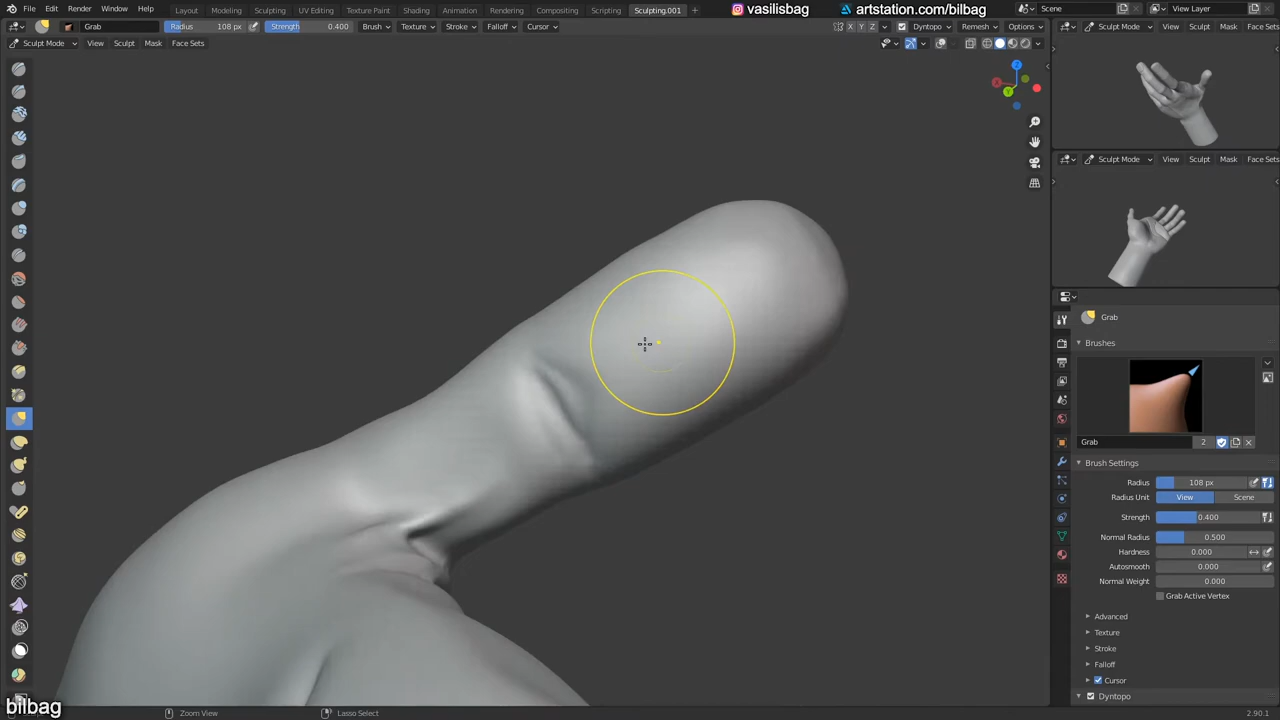 File Edit Render Window Help Layout Modeling Sculpting UV Editing Texture Paint Shading Animation Rendering Compositing Scripting Sculpting.001 + vasilisbag artstation.com/bilbag Scene View Layer
Grab Radius 108 px Strength 0.400 Brush Texture Stroke Falloff Cursor X Y Z Dyntopo Remesh Options Sculpt Mode View Sculpt Mask Face Sets
Sculpt Mode View Sculpt Mask Face Sets
Z
X
Y
Sculpt Mode View Sculpt Mask Face Sets
Grab
Brushes
Grab 2
Brush Settings
Radius 108 px
Radius Unit View Scene
Strength 0.400
Normal Radius 0.500
Hardness 0.000
Autosmooth 0.000
Normal Weight 0.000
Grab Active Vertex
Advanced
Texture
Stroke
Falloff
Cursor
Dyntopo
bilbag
Zoom View Lasso Select 2.90.1